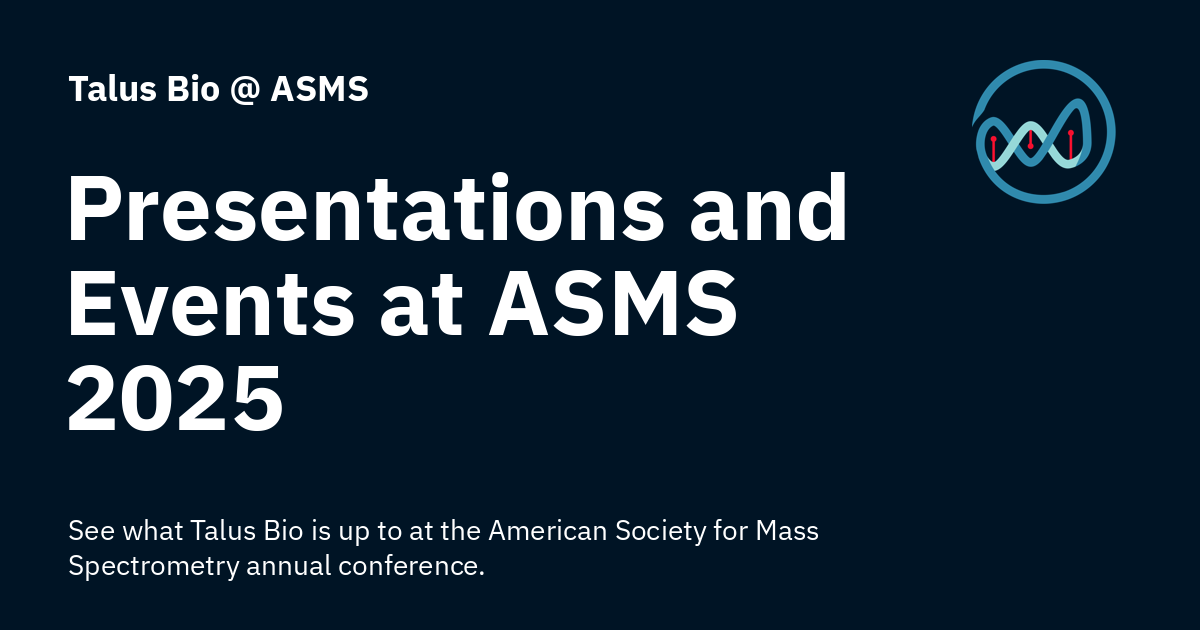 Talus Bio @ ASMS
Presentations and
Events at ASMS
2025
See what Talus Bio is up to at the American Society for Mass
Spectrometry annual conference.